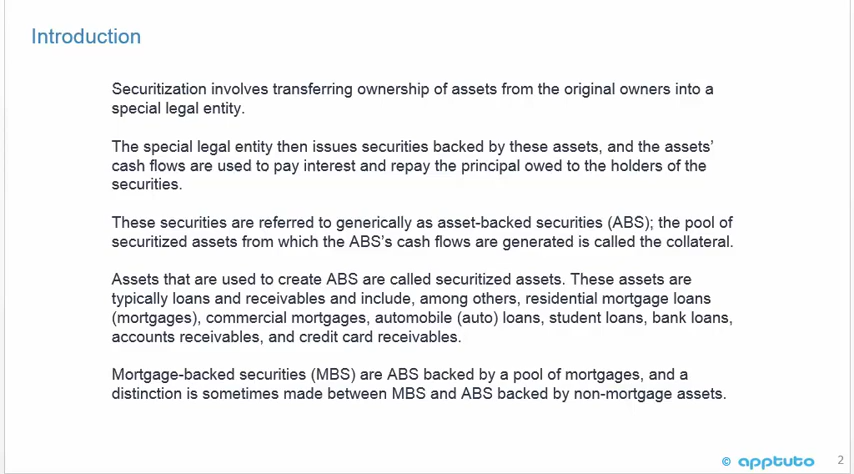 Introduction
Securitization involves transferring ownership of assets from the original owners into a
special legal entity.
The special legal entity then issues securities backed by these assets, and the assets'
cash flows are used to pay interest and repay the principal owed to the holders of the
securities.
These securities are referred to generically as asset-backed securities (ABS); the pool of
securitized assets from which the ABS's cash flows are generated is called the collateral.
Assets that are used to create ABS are called securitized assets. These assets are
typically loans and receivables and include, among others, residential mortgage loans
(mortgages), commercial mortgages, automobile (auto) loans, student loans, bank loans,
accounts receivables, and credit card receivables.
Mortgage-backed securities (MBS) are ABS backed by a pool of mortgages, and a
distinction is sometimes made between MBS and ABS backed by non-mortgage assets.
© apptuto 2